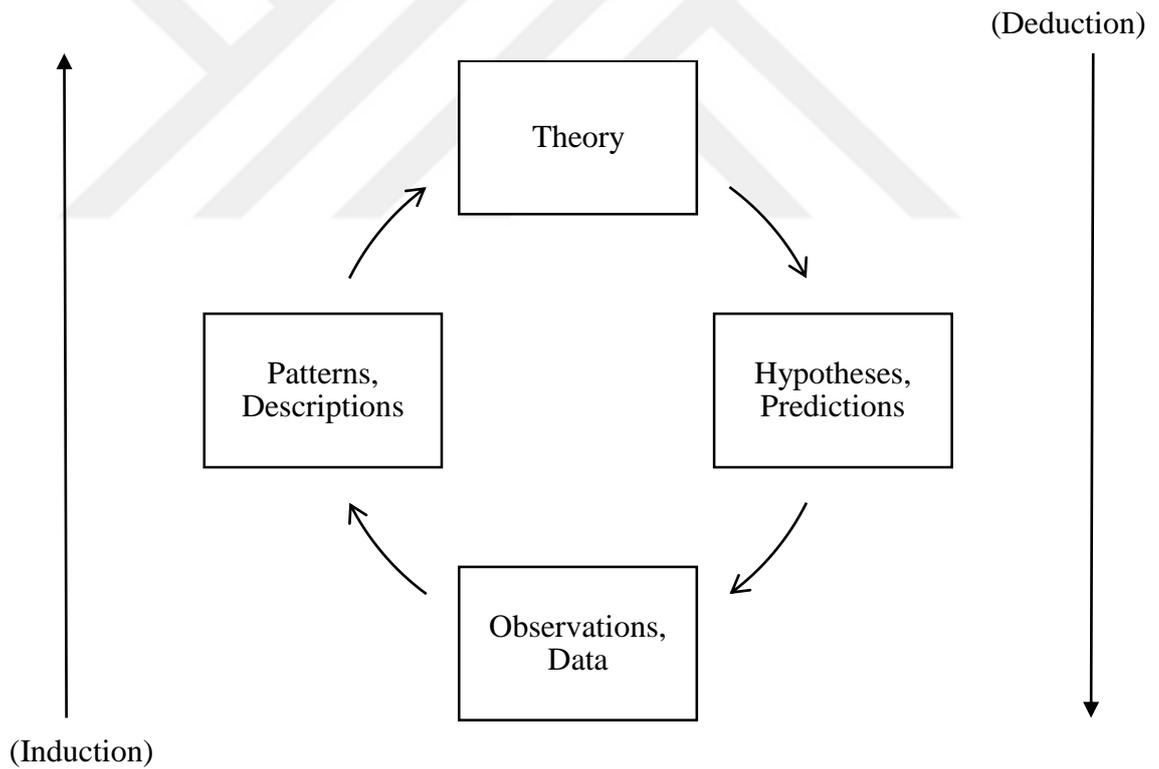 (Deduction)
Theory
Patterns,
Descriptions
Hypotheses,
Predictions
Observations,
Data
(Induction)